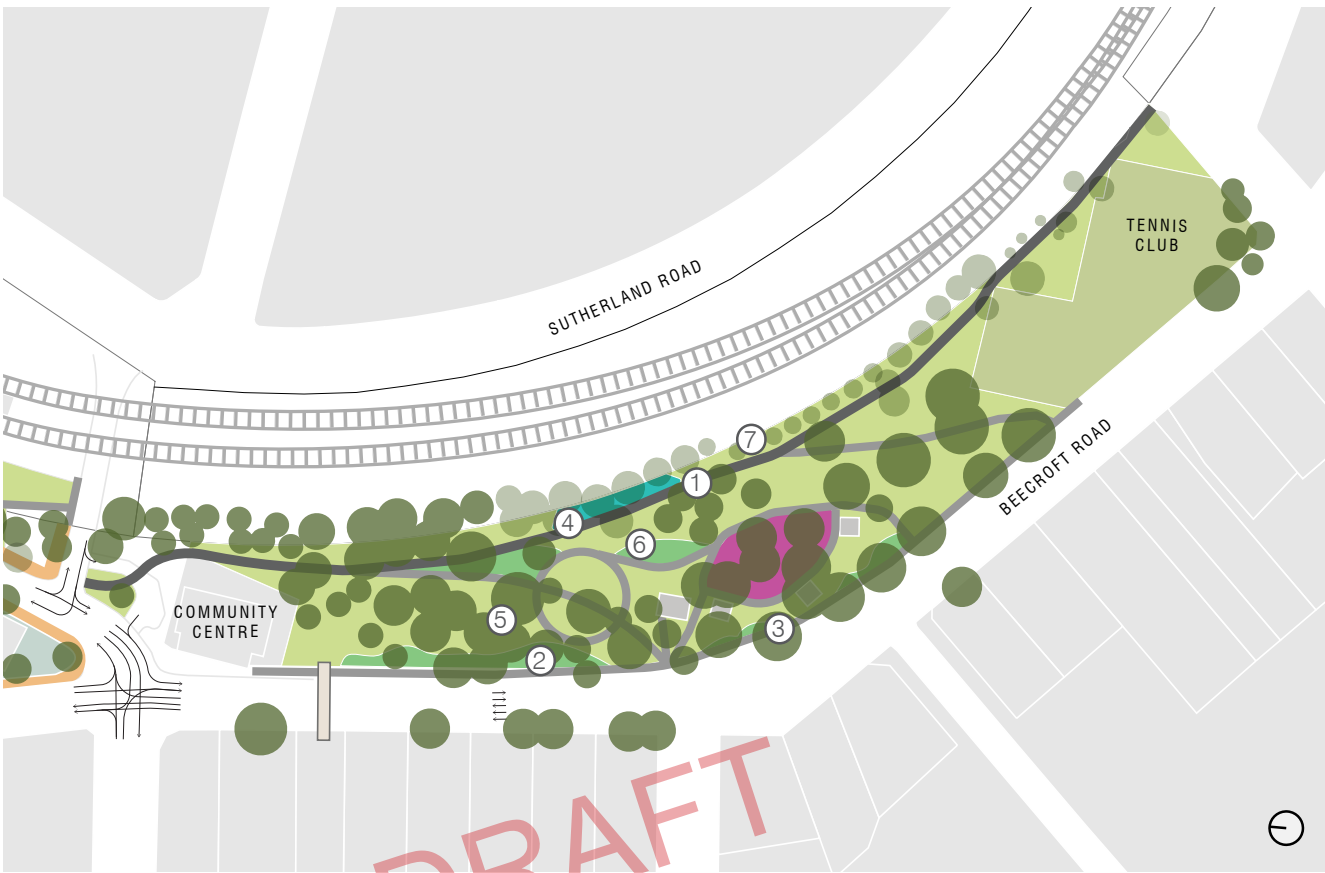 TENNIS
CLUB
SUTHERLAND ROAD
BEECROFT ROAD
7
1
4
6
COMMUNITY
CENTRE
5
3
2
DRAFT